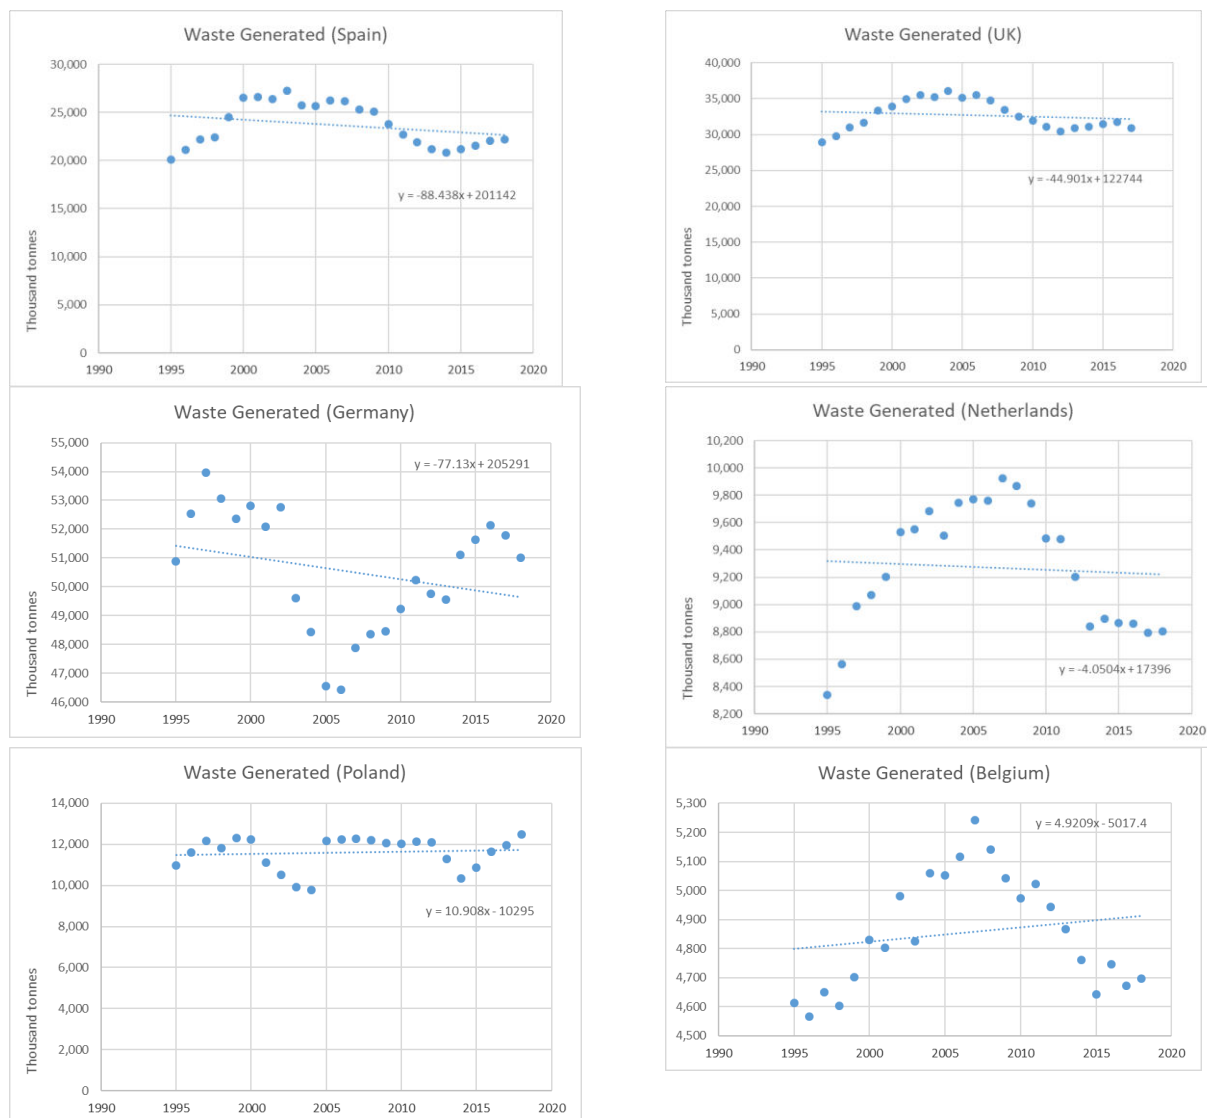 Waste Generated (Spain)
30,000
25,000
20,000
15,000
10,000
5,000
0
Thousand tonnes
y = -88.438x + 201142
1990 1995 2000 2005 2010 2015 2020
Waste Generated (UK)
40,000
35,000
30,000
25,000
20,000
15,000
10,000
5,000
0
Thousand tonnes
y = -44.901x + 122744
1990 1995 2000 2005 2010 2015 2020
Waste Generated (Germany)
55,000
54,000
53,000
52,000
51,000
50,000
49,000
48,000
47,000
46,000
Thousand tonnes
y = -77.13x + 205291
1990 1995 2000 2005 2010 2015 2020
Waste Generated (Netherlands)
10,200
10,000
9,800
9,600
9,400
9,200
9,000
8,800
8,600
8,400
8,200
y = -4.0504x + 17396
1990 1995 2000 2005 2010 2015 2020
Waste Generated (Poland)
14,000
12,000
10,000
8,000
6,000
4,000
2,000
0
Thousand tonnes
y = 10.908x - 10295
1990 1995 2000 2005 2010 2015 2020
Waste Generated (Belgium)
5,300
5,200
5,100
5,000
4,900
4,800
4,700
4,600
4,500
y = 4.9209x - 5017.4
1990 1995 2000 2005 2010 2015 2020